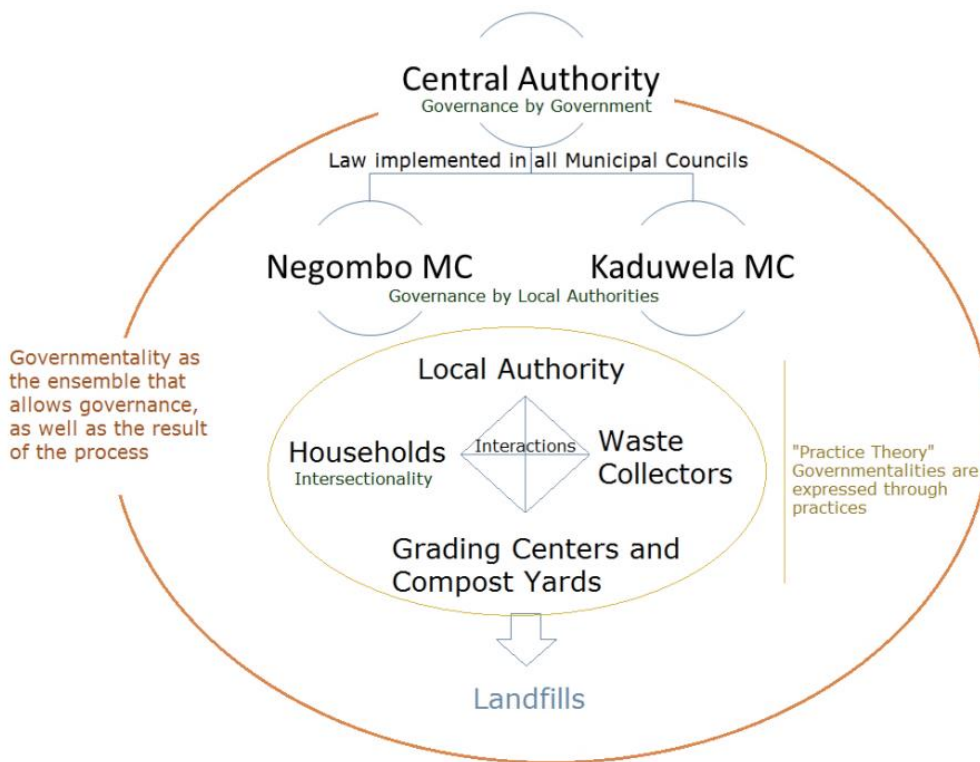 Central Authority
Governance by Government
Law implemented in all Municipal Councils
Negombo MC
Kaduwela MC
Governance by Local Authorities
Governmentality as
the ensemble that
allows governance,
as well as the result
of the process
Local Authority
Households
Intersectionality
Interactions
Waste
Collectors
Grading Centers and
Compost Yards
"Practice Theory"
Governmentalities are
expressed through
practices
Landfills